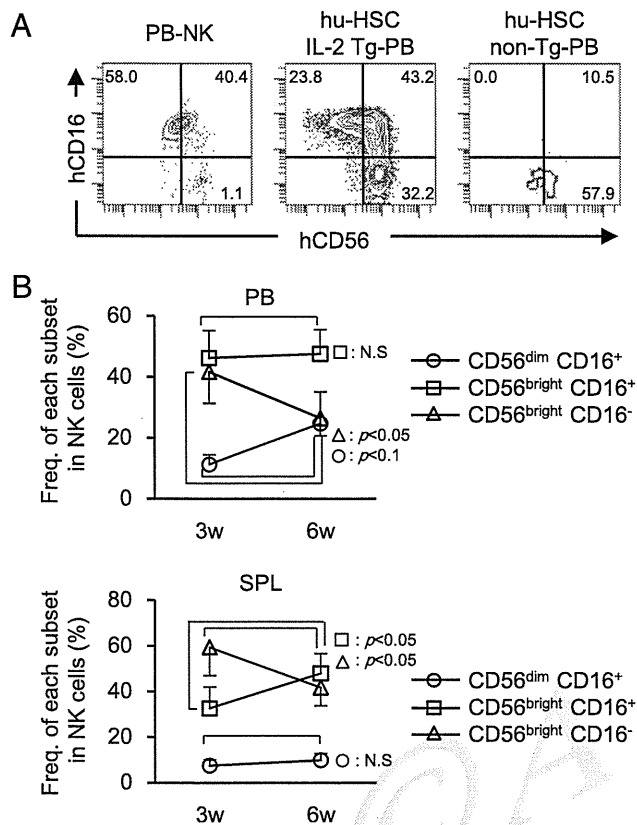 A
PB-NK
hu-HSC
IL-2 Tg-PB
hu-HSC
non-Tg-PB
58.0 40.4
1.1
23.8 43.2
32.2
0.0 10.5
57.9
hCD16
hCD56
B
PB
Freq. of each subset
in NK cells (%)
60
40
20
0
3w 6w
□: N.S
△: p<0.05
○: p<0.1
CD56dim CD16+
CD56bright CD16+
CD56bright CD16-
SPL
Freq. of each subset
in NK cells (%)
80
60
40
20
0
3w 6w
□: p<0.05
△: p<0.05
○: N.S
CD56dim CD16+
CD56bright CD16+
CD56bright CD16-